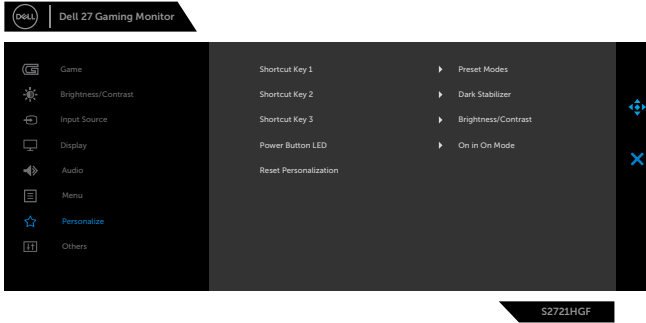 DELL Dell 27 Gaming Monitor
Game Shortcut Key 1 Preset Modes
Brightness/Contrast Shortcut Key 2 Dark Stabilizer
Input Source Shortcut Key 3 Brightness/Contrast
Display Power Button LED On in On Mode
Audio Reset Personalization
Menu
Personalize
Others
S2721HGF